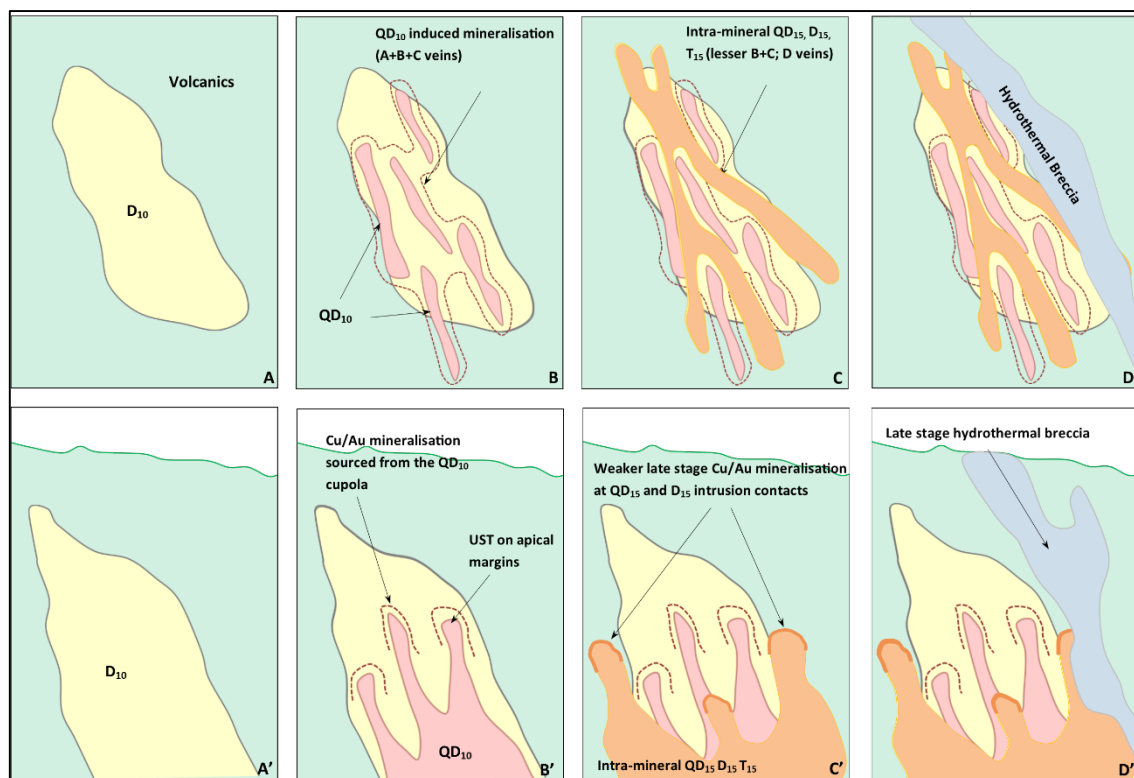 Volcanics
D₁₀
A
QD₁₀ induced mineralisation
(A+B+C veins)
QD₁₀
B
Intra-mineral QD₁₅, D₁₅,
T₁₅ (lesser B+C; D veins)
C
Hydrothermal Breccia
D
D₁₀
A'
Cu/Au mineralisation
sourced from the QD₁₀
cupola
UST on apical
margins
QD₁₀
B'
Weaker late stage Cu/Au mineralisation
at QD₁₅ and D₁₅ intrusion contacts
Intra-mineral QD₁₅ D₁₅ T₁₅
C'
Late stage hydrothermal breccia
D'